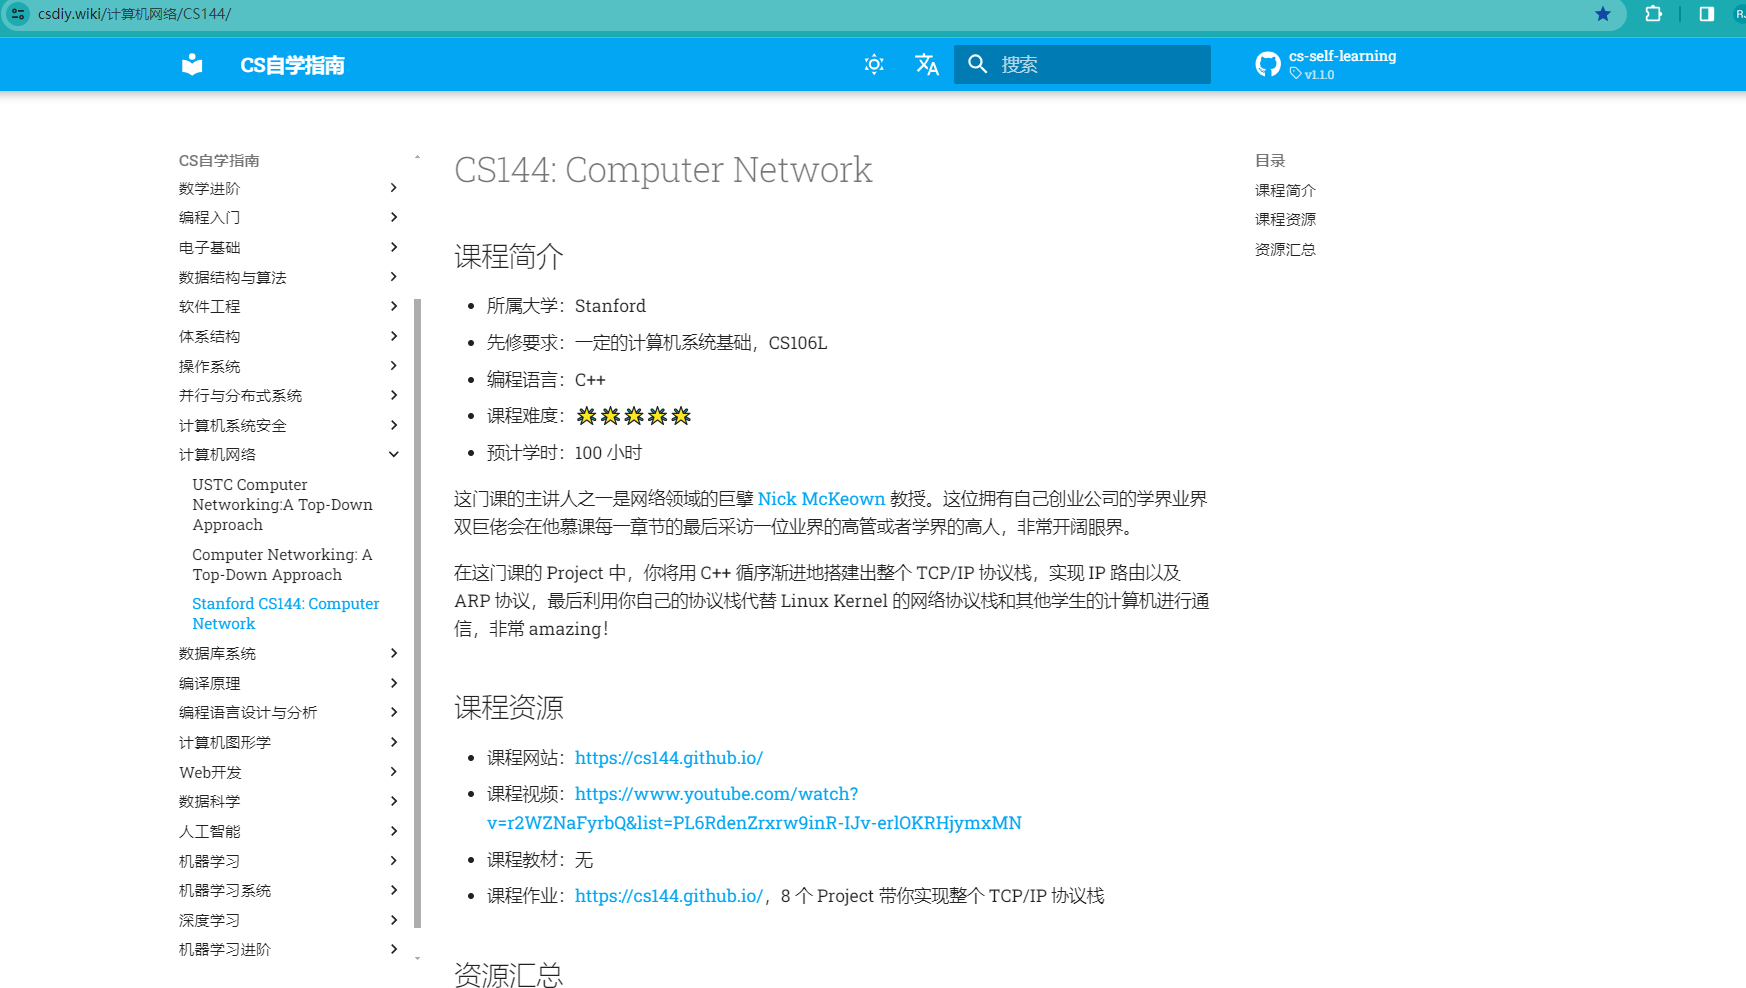 csdiy.wiki/计算机网络/CS144/
CS自学指南
搜索
cs-self-learning
v1.1.0
CS自学指南
数学进阶
编程入门
电子基础
数据结构与算法
软件工程
体系结构
操作系统
并行与分布式系统
计算机系统安全
计算机网络
USTC Computer
Networking:A Top-Down
Approach
Computer Networking: A
Top-Down Approach
Stanford CS144: Computer
Network
数据库系统
编译原理
编程语言设计与分析
计算机图形学
Web开发
数据科学
人工智能
机器学习
机器学习系统
深度学习
机器学习进阶
CS144: Computer Network
课程简介
所属大学：Stanford
先修要求：一定的计算机系统基础，CS106L
编程语言：C++
课程难度：🌟🌟🌟🌟🌟
预计学时：100 小时
这门课的主讲人之一是网络领域的巨擘 Nick McKeown 教授。这位拥有自己创业公司的学界业界
双巨佬会在他慕课每一章节的最后采访一位业界的高管或者学界的高人，非常开阔眼界。
在这门课的 Project 中，你将用 C++ 循序渐进地搭建出整个 TCP/IP 协议栈，实现 IP 路由以及
ARP 协议，最后利用你自己的协议栈代替 Linux Kernel 的网络协议栈和其他学生的计算机进行通
信，非常 amazing！
课程资源
课程网站：https://cs144.github.io/
课程视频：https://www.youtube.com/watch?
v=r2WZNaFyrbQ&list=PL6RdenZrxrw9inR-IJv-erlOKRHjymxMN
课程教材：无
课程作业：https://cs144.github.io/，8 个 Project 带你实现整个 TCP/IP 协议栈
资源汇总
目录
课程简介
课程资源
资源汇总